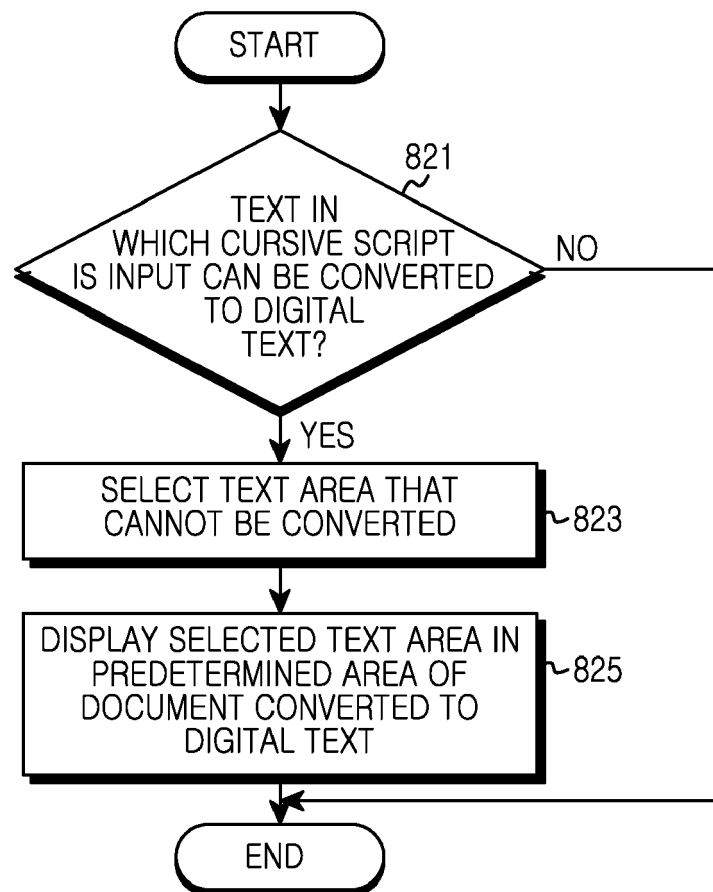 START
821
TEXT IN
WHICH CURSIVE SCRIPT
IS INPUT CAN BE CONVERTED
TO DIGITAL
TEXT?
NO
YES
SELECT TEXT AREA THAT
CANNOT BE CONVERTED
823
DISPLAY SELECTED TEXT AREA IN
PREDETERMINED AREA OF
DOCUMENT CONVERTED TO
DIGITAL TEXT
825
END